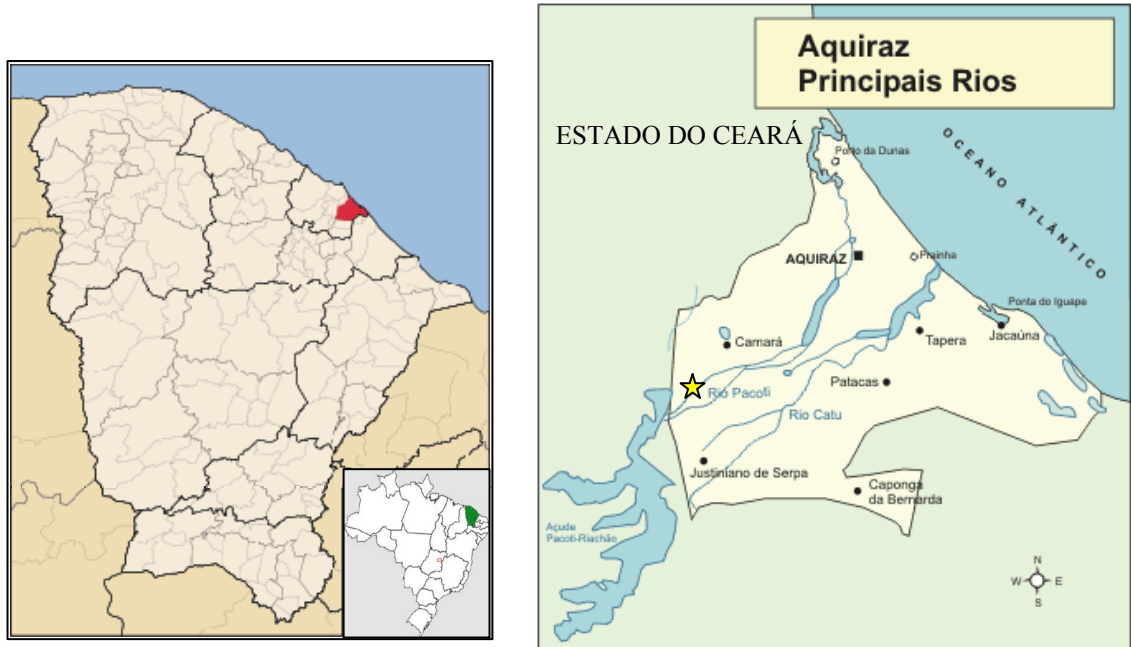 Aquiraz
Principais Rios
ESTADO DO CEARÁ
Porto da Dunas
OCEANO ATLÂNTICO
AQUIRAZ
Prainha
Ponta do Iguape
Camará
Tapera
Jacaúna
Rio Pacoti
Patacas
Rio Catu
Justiniano de Serpa
Caponga
da Bernarda
Açude
Pacoti-Riachão
N
W
E
S